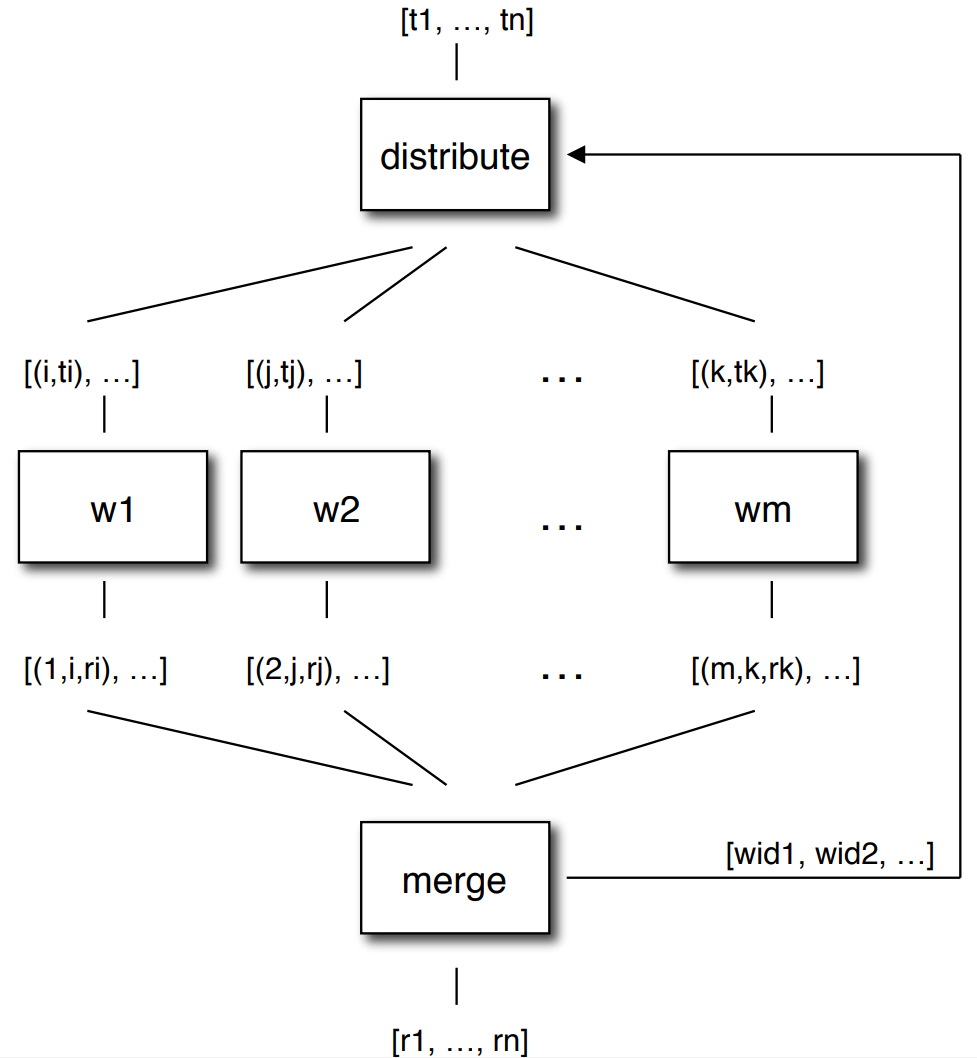 [t1, …, tn]
distribute
[(i,ti), …] [(j,tj), …] … [(k,tk), …]
w1 w2 … wm
[(1,i,ri), …] [(2,j,rj), …] … [(m,k,rk), …]
[wid1, wid2, …]
merge
[r1, …, rn]